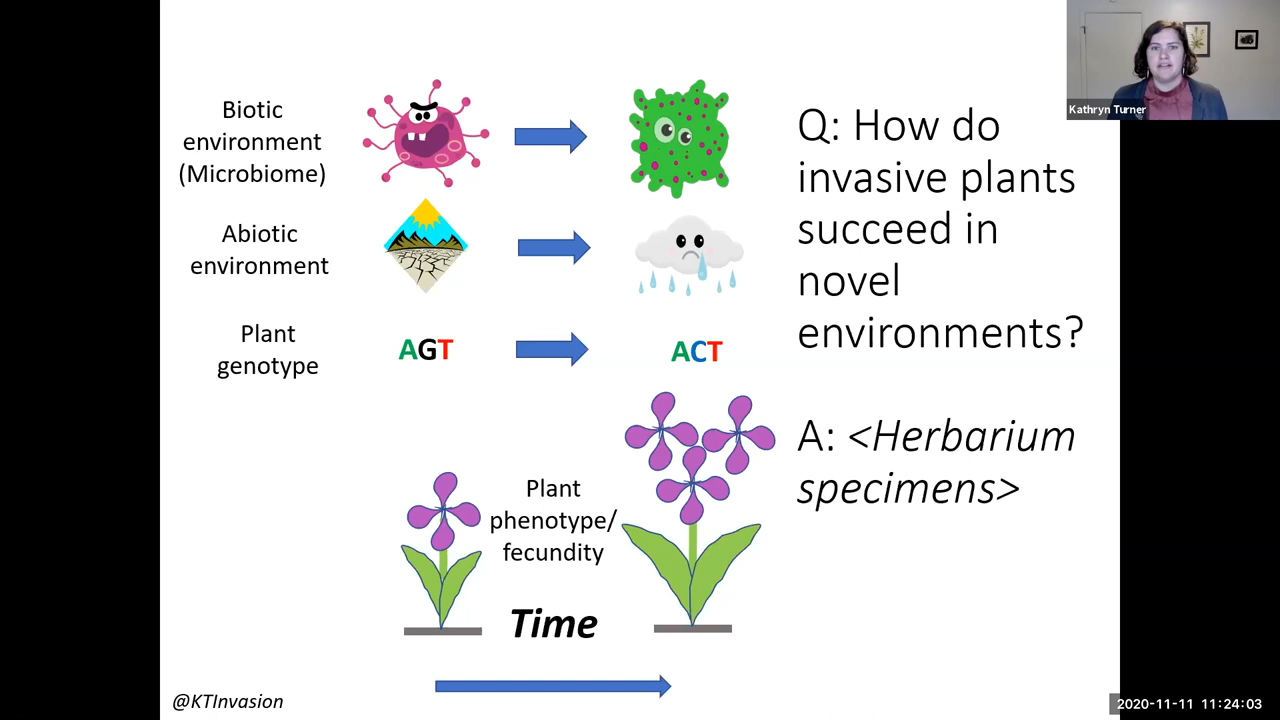 Biotic
environment
(Microbiome)
Abiotic
environment
Plant
genotype
AGT
ACT
Plant
phenotype/
fecundity
Time
@KTInvasion
Q: How do
invasive plants
succeed in
novel
environments?
A: <Herbarium
specimens>
Kathryn Turner
2020-11-11 11:24:03